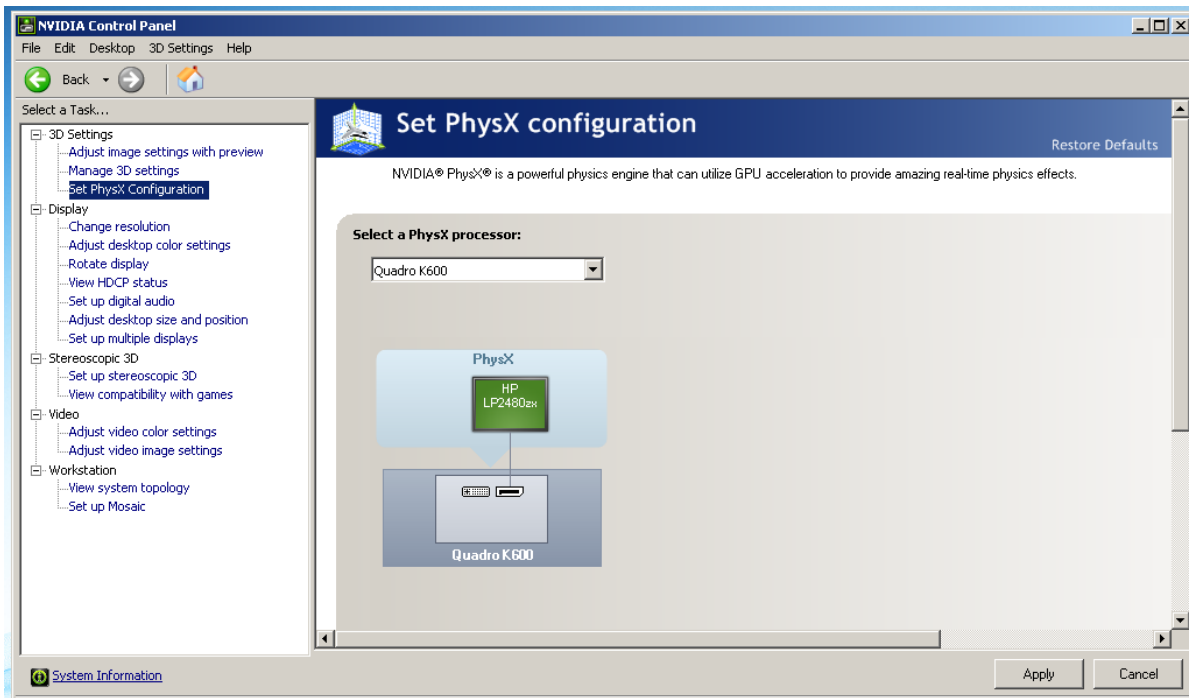 NVIDIA Control Panel
File Edit Desktop 3D Settings Help
Back
Select a Task...
3D Settings
Adjust image settings with preview
Manage 3D settings
Set PhysX Configuration
Display
Change resolution
Adjust desktop color settings
Rotate display
View HDCP status
Set up digital audio
Adjust desktop size and position
Set up multiple displays
Stereoscopic 3D
Set up stereoscopic 3D
View compatibility with games
Video
Adjust video color settings
Adjust video image settings
Workstation
View system topology
Set up Mosaic
Set PhysX configuration
Restore Defaults
NVIDIA® PhysX® is a powerful physics engine that can utilize GPU acceleration to provide amazing real-time physics effects.
Select a PhysX processor:
Quadro K600
PhysX
HP
LP2480zx
Quadro K600
System Information
Apply Cancel